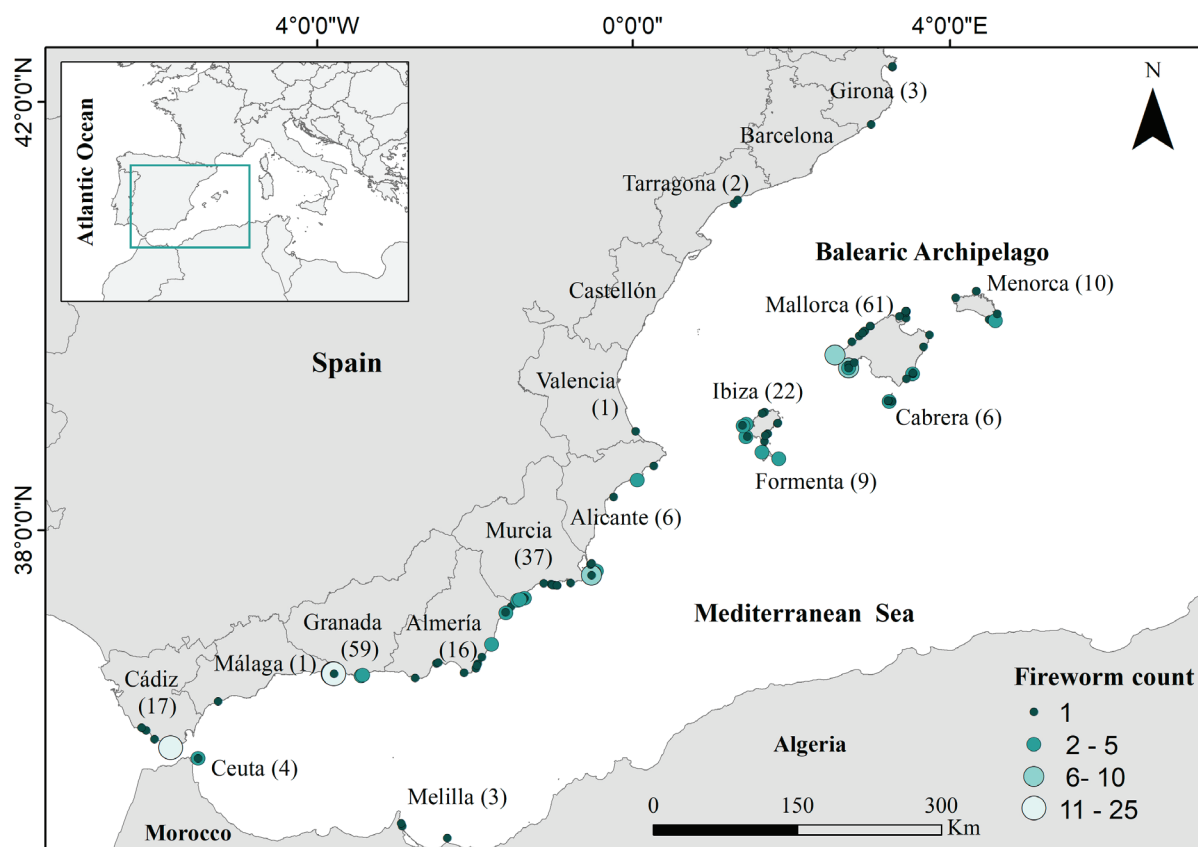 4°0'0"W
0°0'0"
4°0'0"E
42°0'0"N
38°0'0"N
Atlantic Ocean
N
Girona (3)
Barcelona
Tarragona (2)
Balearic Archipelago
Menorca (10)
Castellón
Mallorca (61)
Spain
Valencia
(1)
Ibiza (22)
Cabrera (6)
Formenta (9)
Alicante (6)
Murcia
(37)
Mediterranean Sea
Granada
(59)
Almería
(16)
Málaga (1)
Cádiz
(17)
Ceuta (4)
Melilla (3)
Morocco
Algeria
Fireworm count
1
2 - 5
6- 10
11 - 25
0 150 300
Km